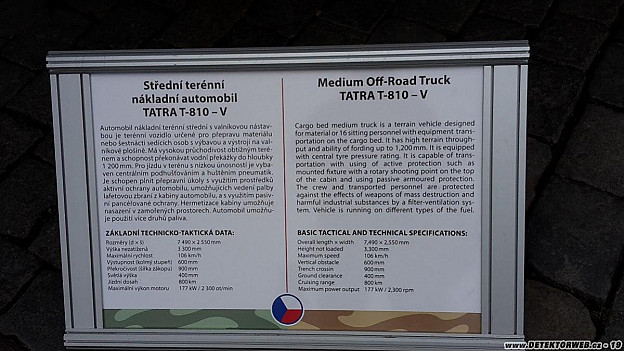 Střední terénní
nákladní automobil
TATRA T-810 – V
Automobil nákladní terénní střední s valníkovou nástav-
bou je terénní vozidlo určené pro přepravu materiálu
nebo šestnácti sedících osob s výbavou a výstrojí na val-
níkové plošině. Má vysokou průchodivost obtížným teré-
nem a schopnost překonávat vodní překážky do hloubky
1 200 mm. Pro jízdu v terénu s nízkou únosností je vyba-
ven centrálním podhušťováním a huštěním pneumatik.
Je schopen plnit přepravní úkoly s využitím prostředků
aktivní ochrany automobilu, umožňujících vedení palby
lafetovou zbraní z kabiny automobilu, a s využitím pasiv-
ní pancéřované ochrany. Hermetizace kabiny umožňuje
nasazení v zamořených prostorech. Automobil umožňu-
je použití více druhů paliva.
ZÁKLADNÍ TECHNICKO-TAKTICKÁ DATA:
Rozměry (d × š) 7 490 × 2,550 mm
Výška nezatížená 3 300 mm
Maximální rychlost 106 km/h
Výstupnost (kolmý stupeň) 600 mm
Překročivost (šířka zákopu) 900 mm
Světlá výška 400 mm
Jízdní dosah 800 km
Maximální výkon motoru 177 kW / 2 300 ot/min
Medium Off-Road Truck
TATRA T-810 – V
Cargo bed medium truck is a terrain vehicle designed
for material or 16 sitting personnel with equipment trans-
portation on the cargo bed. It has high terrain through-
put and ability of fording up to 1,200 mm. It is equipped
with central tyre pressure rating. It is capable of trans-
portation with using of active protection such as
mounted fixture with a rotary shooting point on the top
of the cabin and using passive armoured protection.
The crew and transported personnel are protected
against the effects of weapons of mass destruction and
harmful industrial substances by a filter-ventilation sys-
tem. Vehicle is running on different types of the fuel.
BASIC TACTICAL AND TECHNICAL SPECIFICATIONS:
Overall length × width 7,490 × 2,550 mm
Height not loaded 3,300 mm
Maximum speed 106 km/h
Vertical obstacle 600 mm
Trench crossin 900 mm
Ground clearance 400 mm
Cruising range 800 km
Maximum power output 177 kW / 2,300 rpm
www.DETEKTORWEB.cz - 19